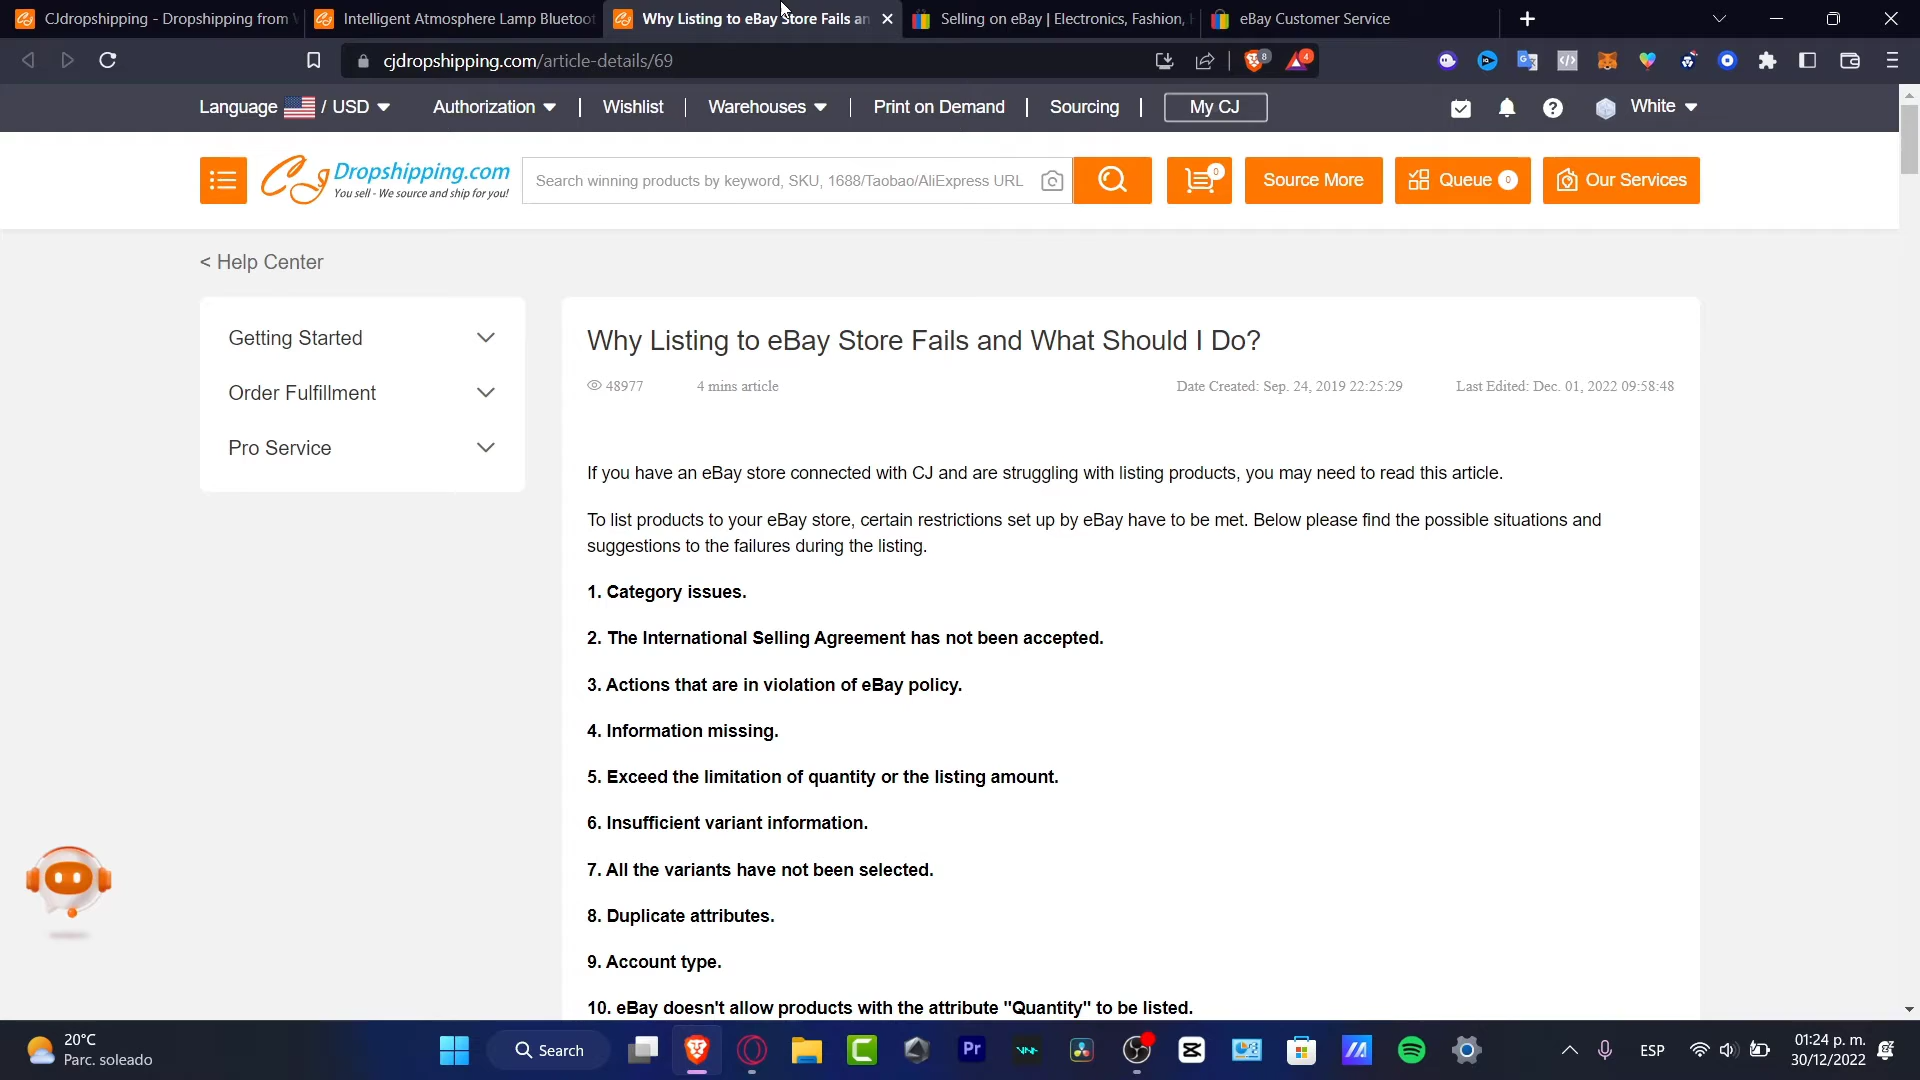 CJdropshipping - Dropshipping from
Intelligent Atmosphere Lamp Bluetoo
Why Listing to eBay Store Fails an
Selling on eBay | Electronics, Fashion,
eBay Customer Service
cjdropshipping.com/article-details/69
8
4
Language / USD
Authorization
Wishlist
Warehouses
Print on Demand
Sourcing
My CJ
White
CJ Dropshipping.com
You sell - We source and ship for you!
Search winning products by keyword, SKU, 1688/Taobao/AliExpress URL
0
Source More
Queue 0
Our Services
< Help Center
Getting Started
Order Fulfillment
Pro Service
Why Listing to eBay Store Fails and What Should I Do?
48977
4 mins article
Date Created: Sep. 24, 2019 22:25:29
Last Edited: Dec. 01, 2022 09:58:48
If you have an eBay store connected with CJ and are struggling with listing products, you may need to read this article.
To list products to your eBay store, certain restrictions set up by eBay have to be met. Below please find the possible situations and
suggestions to the failures during the listing.
1. Category issues.
2. The International Selling Agreement has not been accepted.
3. Actions that are in violation of eBay policy.
4. Information missing.
5. Exceed the limitation of quantity or the listing amount.
6. Insufficient variant information.
7. All the variants have not been selected.
8. Duplicate attributes.
9. Account type.
10. eBay doesn't allow products with the attribute "Quantity" to be listed.
20°C
Parc. soleado
Search
Pr
ESP
01:24 p. m.
30/12/2022